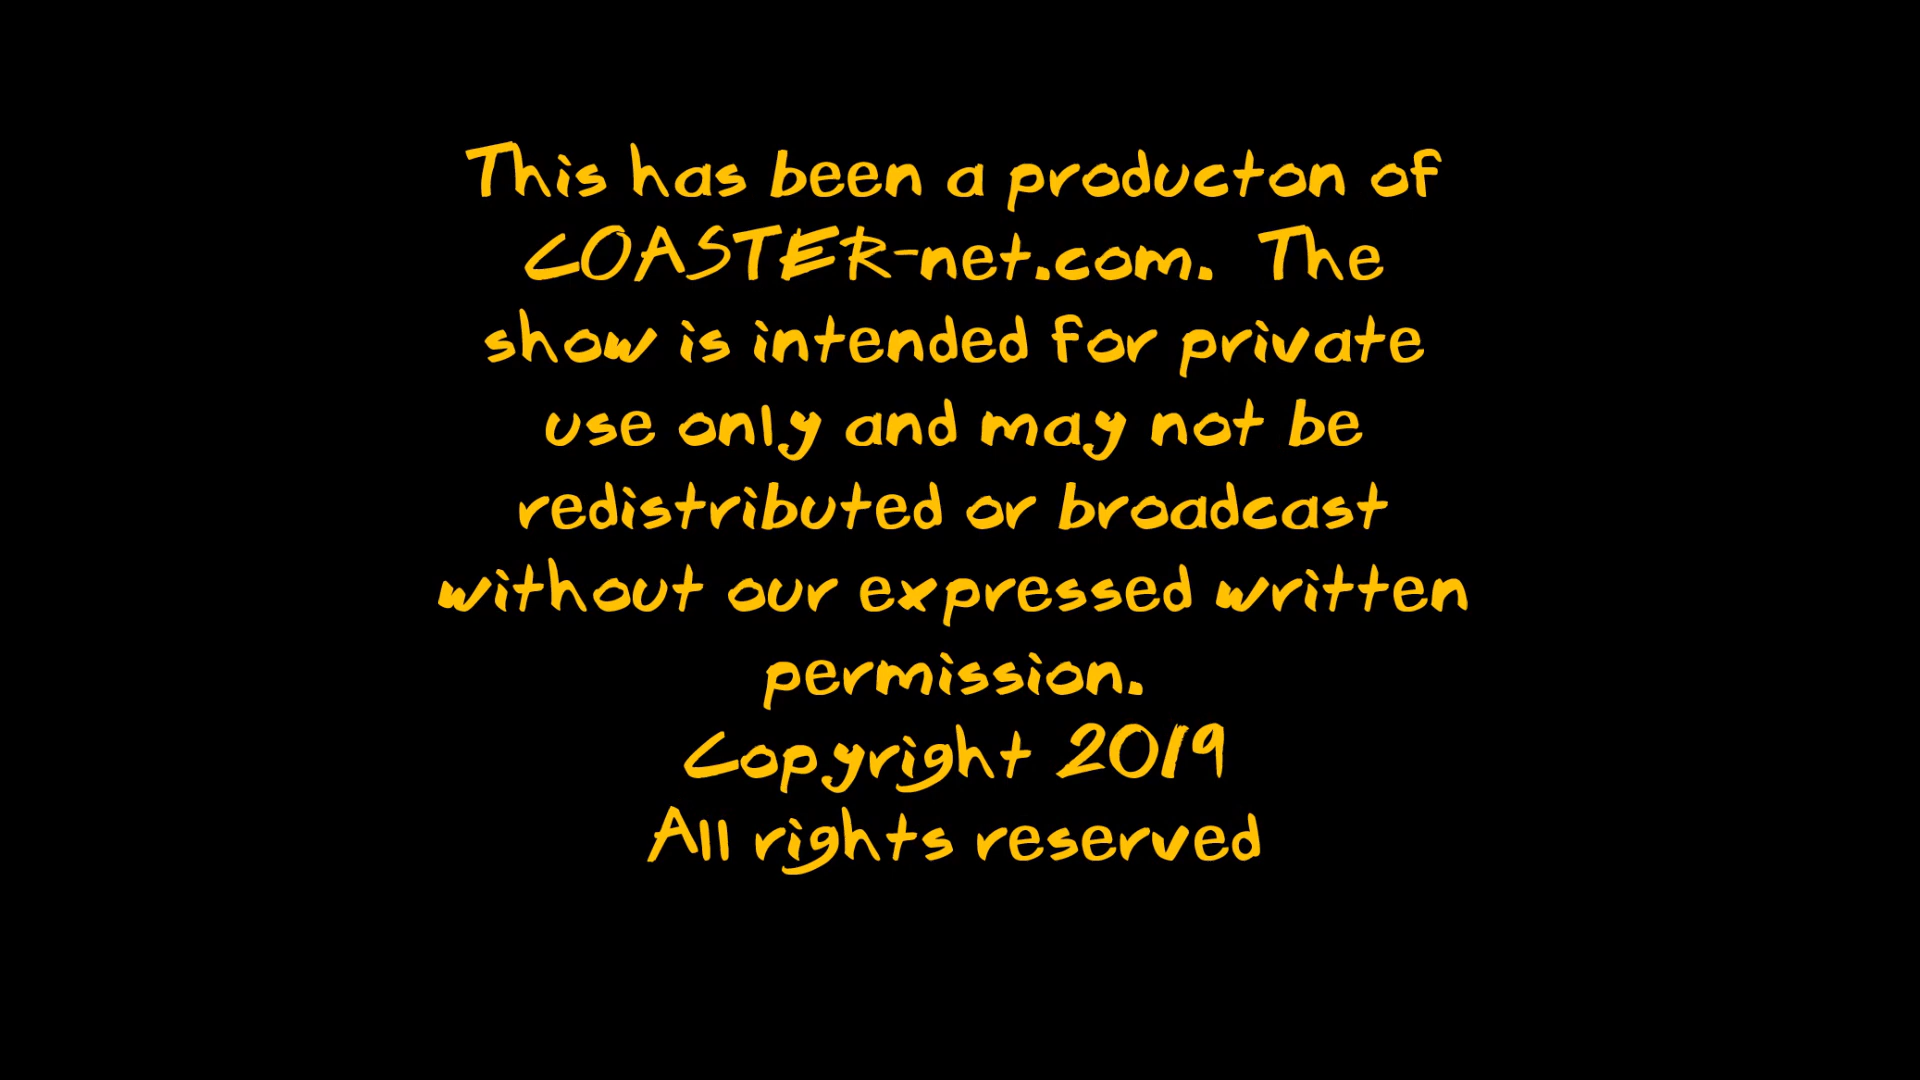 This has been a producton of
COASTER-net.com.  The
show is intended for private
use only and may not be
redistributed or broadcast
without our expressed written
permission.
Copyright 2019
All rights reserved